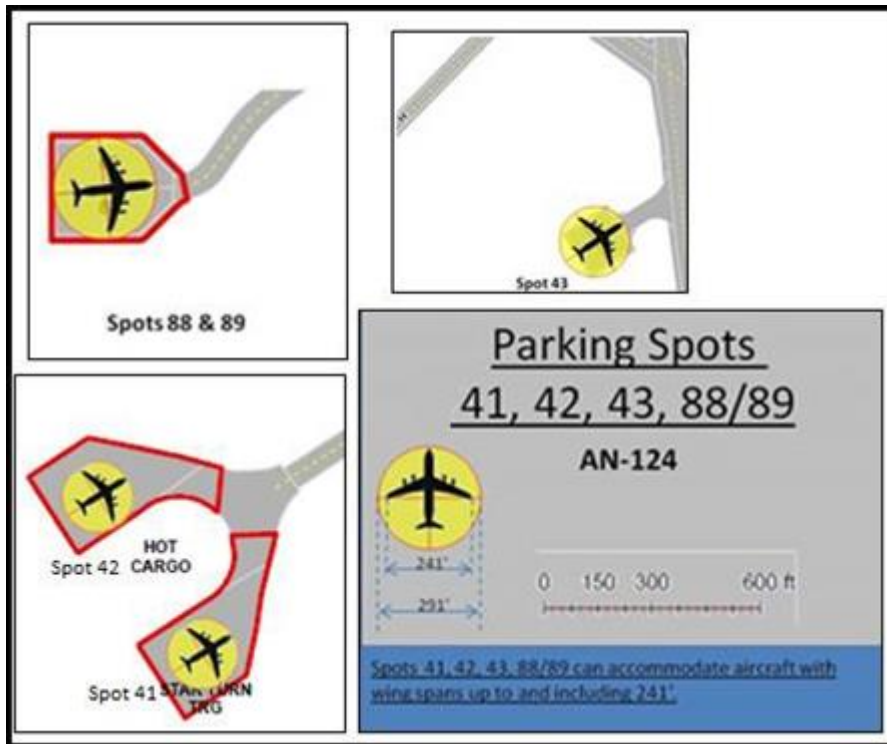 Spots 88 & 89
Spot 43
Parking Spots
41, 42, 43, 88/89
AN-124
241'
291'
0 150 300 600 ft
Spots 41, 42, 43, 88/89 can accommodate aircraft with
wing spans up to and including 241'.
HOT
CARGO
Spot 42
Spot 41
TURN
TRG